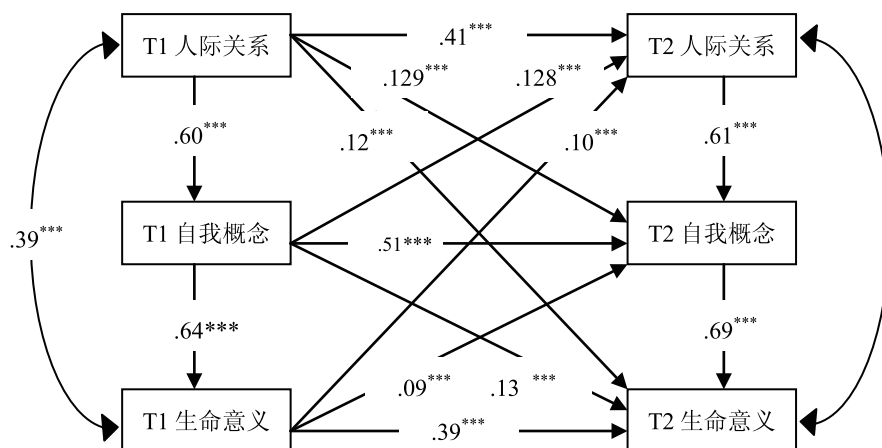 T1 人际关系
.41***
T2 人际关系
.129***
.128***
.60***
.12***
.10***
.61***
.39***
T1 自我概念
.51***
T2 自我概念
.64***
.69***
.09***
.13 ***
T1 生命意义
.39***
T2 生命意义